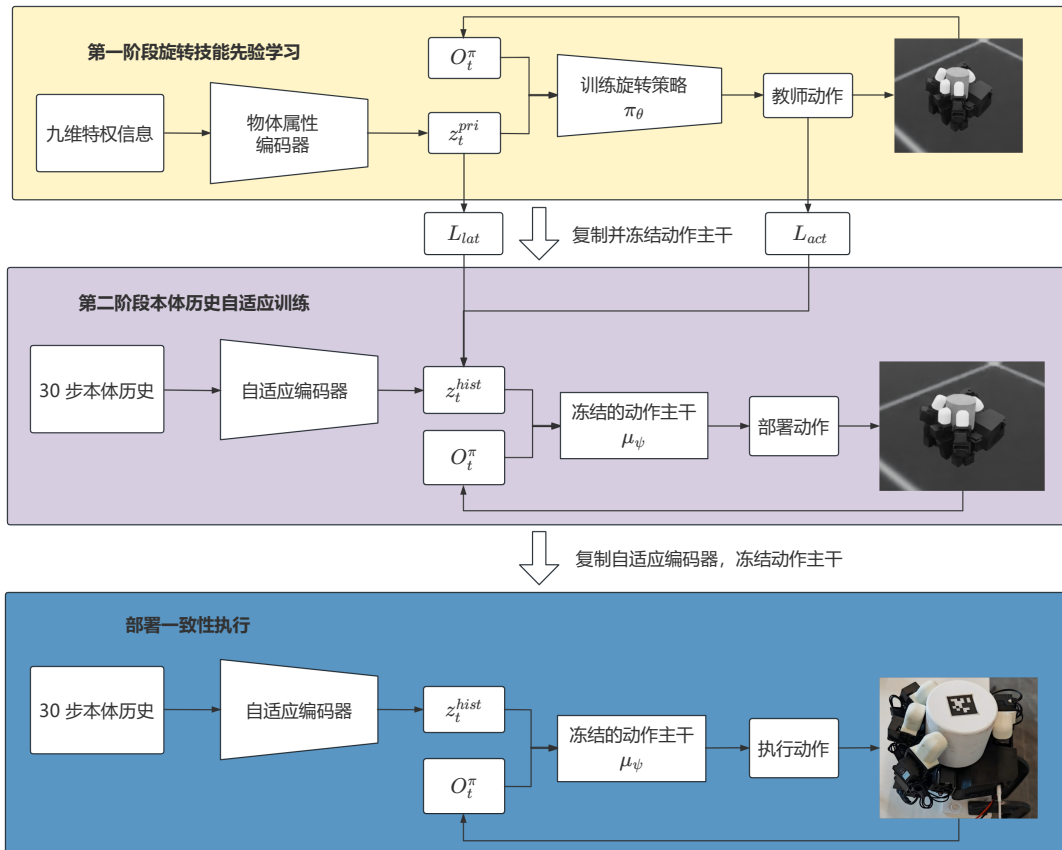 第一阶段旋转技能先验学习
九维特权信息
物体属性
编码器
$O_t^{\pi}$
$z_t^{pri}$
训练旋转策略
$\pi_\theta$
教师动作
$L_{lat}$
复制并冻结动作主干
$L_{act}$
第二阶段本体历史自适应训练
30 步本体历史
自适应编码器
$z_t^{hist}$
$O_t^{\pi}$
冻结的动作主干
$\mu_\psi$
部署动作
复制自适应编码器，冻结动作主干
部署一致性执行
30 步本体历史
自适应编码器
$z_t^{hist}$
$O_t^{\pi}$
冻结的动作主干
$\mu_\psi$
执行动作